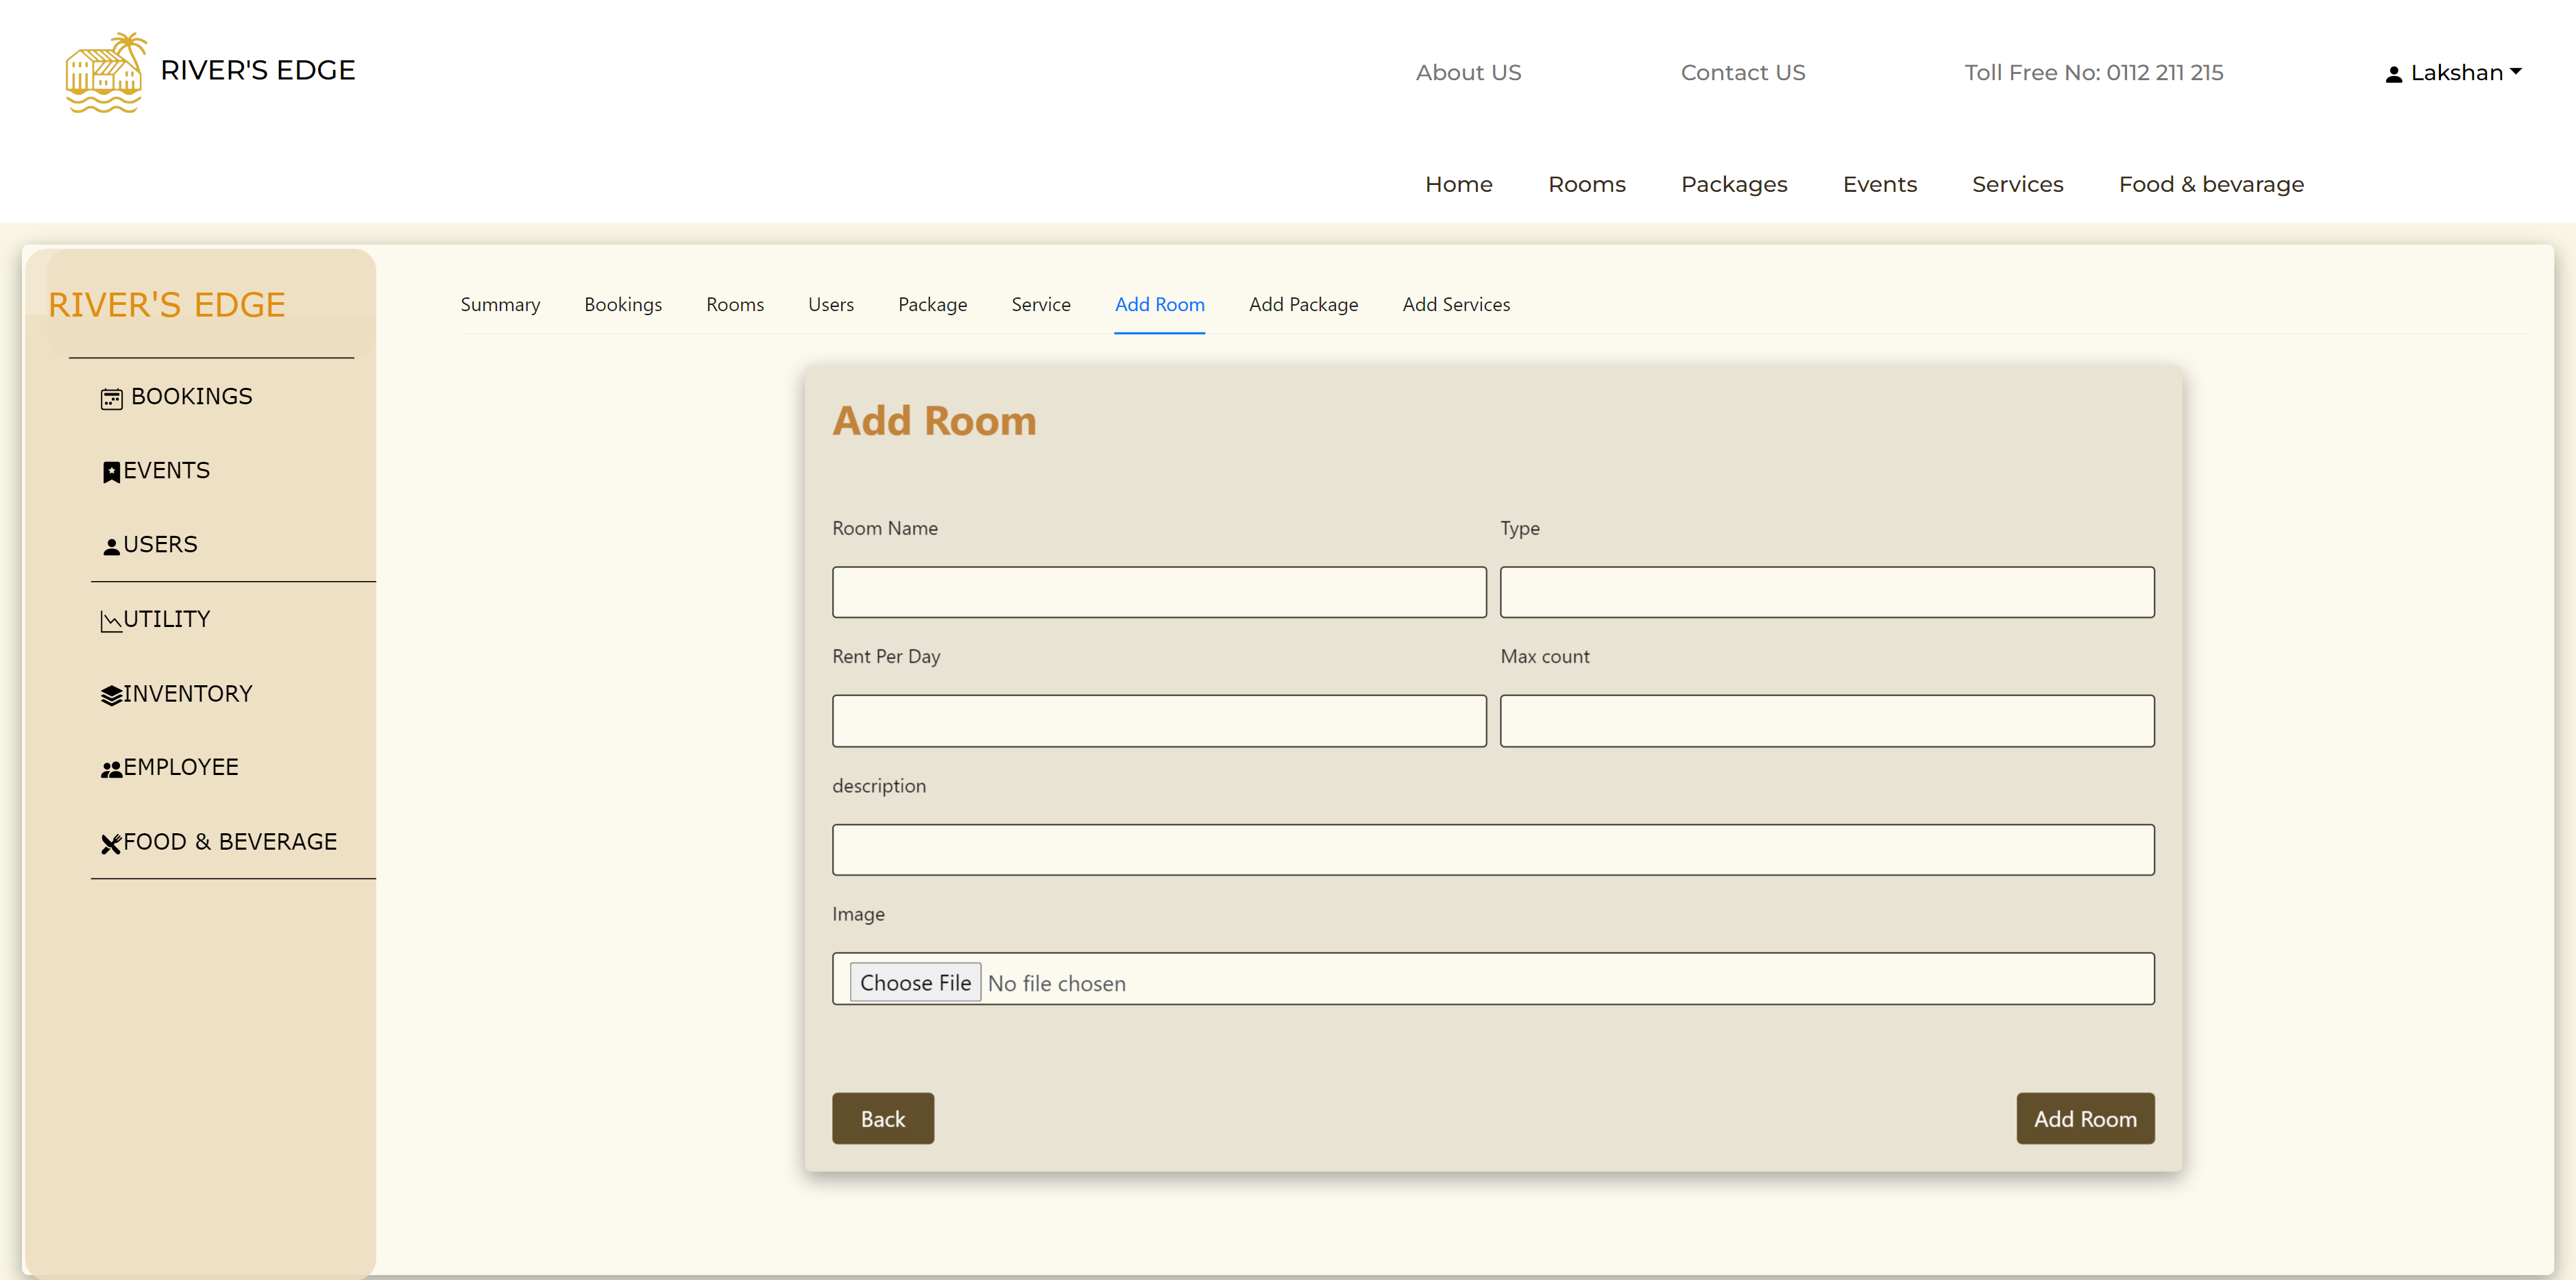 RIVER'S EDGE
About US Contact US Toll Free No: 0112 211 215 Lakshan
Home Rooms Packages Events Services Food & bevarage
RIVER'S EDGE
BOOKINGS
EVENTS
USERS
UTILITY
INVENTORY
EMPLOYEE
FOOD & BEVERAGE
Summary Bookings Rooms Users Package Service Add Room Add Package Add Services
Add Room
Room Name Type
Rent Per Day Max count
description
Image
Choose File No file chosen
Back Add Room